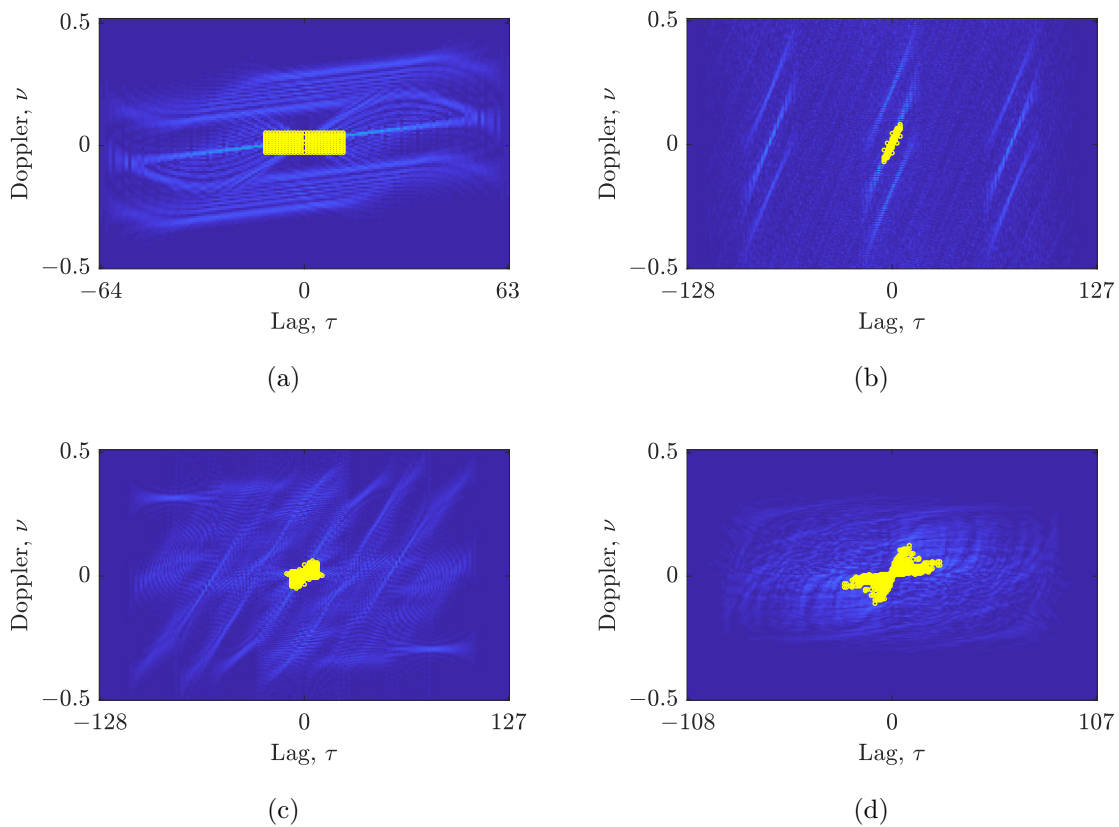 0.5
0
−0.5
Doppler, ν
−64
0
63
Lag, τ
(a)
0.5
0
−0.5
Doppler, ν
−128
0
127
Lag, τ
(b)
0.5
0
−0.5
Doppler, ν
−128
0
127
Lag, τ
(c)
0.5
0
−0.5
Doppler, ν
−108
0
107
Lag, τ
(d)